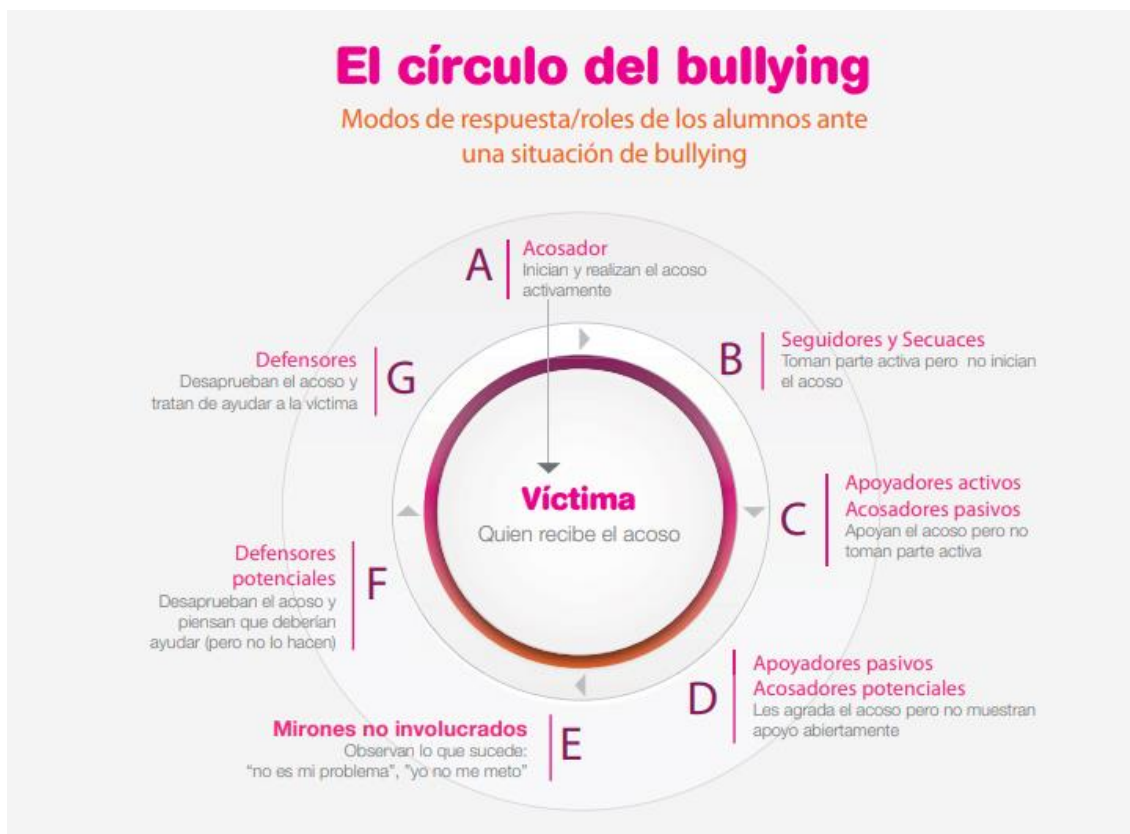 El círculo del bullying
Modos de respuesta/roles de los alumnos ante
una situación de bullying
A
Acosador
Inician y realizan el acoso
activamente
B
Seguidores y Secuaces
Toman parte activa pero no inician
el acoso
C
Apoyadores activos
Acosadores pasivos
Apoyan el acoso pero no
toman parte activa
D
Apoyadores pasivos
Acosadores potenciales
Les agrada el acoso pero no muestran
apoyo abiertamente
E
Mirones no involucrados
Observan lo que sucede:
“no es mi problema”, "yo no me meto”
F
Defensores
potenciales
Desaprueban el acoso y
piensan que deberían
ayudar (pero no lo hacen)
G
Defensores
Desaprueban el acoso y
tratan de ayudar a la víctima
Víctima
Quien recibe el acoso